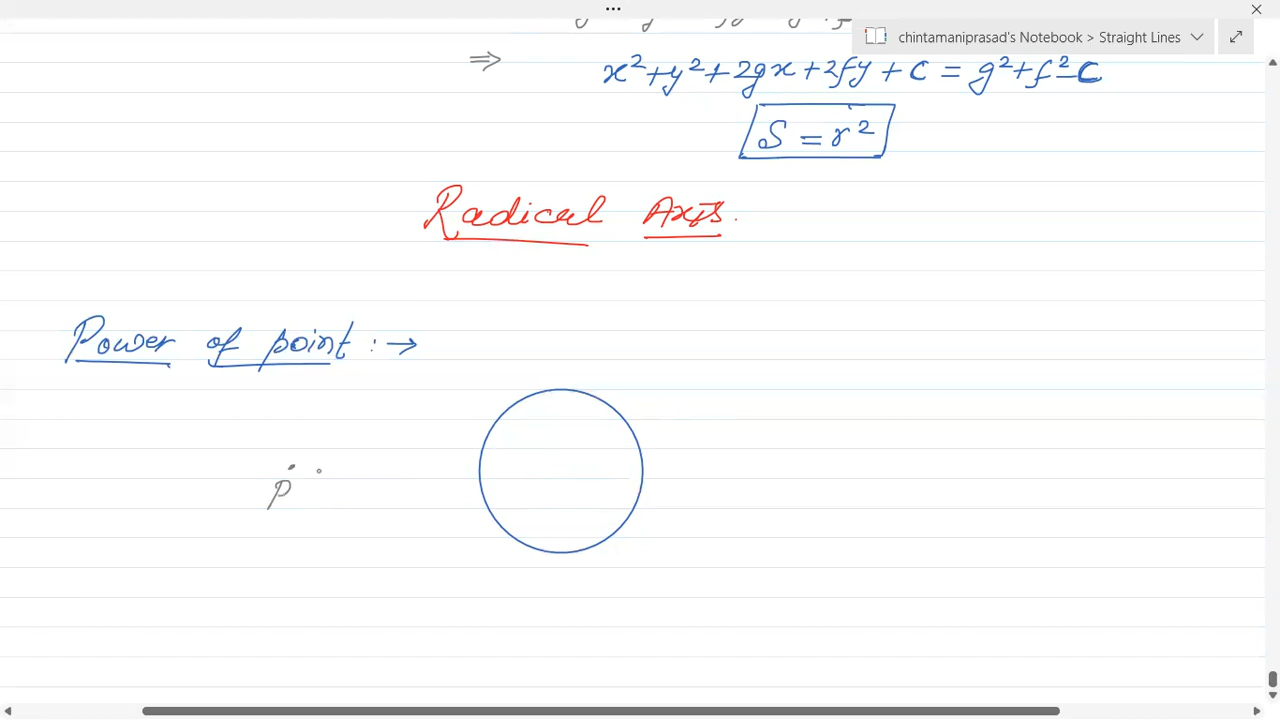 chintamaniprasad's Notebook > Straight Lines
⇒ x²+y²+2gx+2fy+c = g²+f²-c
S = r²
Radical Axis.
Power of point :→
P